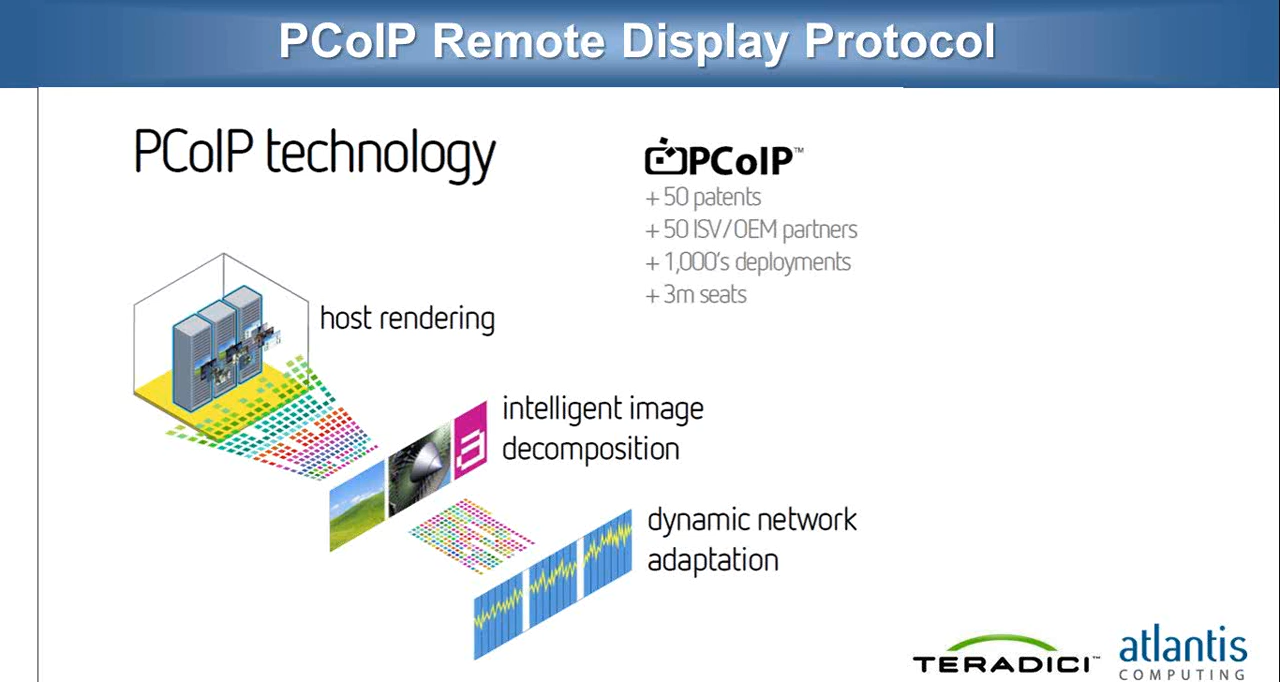 PCoIP Remote Display Protocol
PCoIP technology
PCoIP™
+ 50 patents
+ 50 ISV/OEM partners
+ 1,000's deployments
+ 3m seats
host rendering
intelligent image
decomposition
a
dynamic network
adaptation
TERADICI™
atlantis
COMPUTING